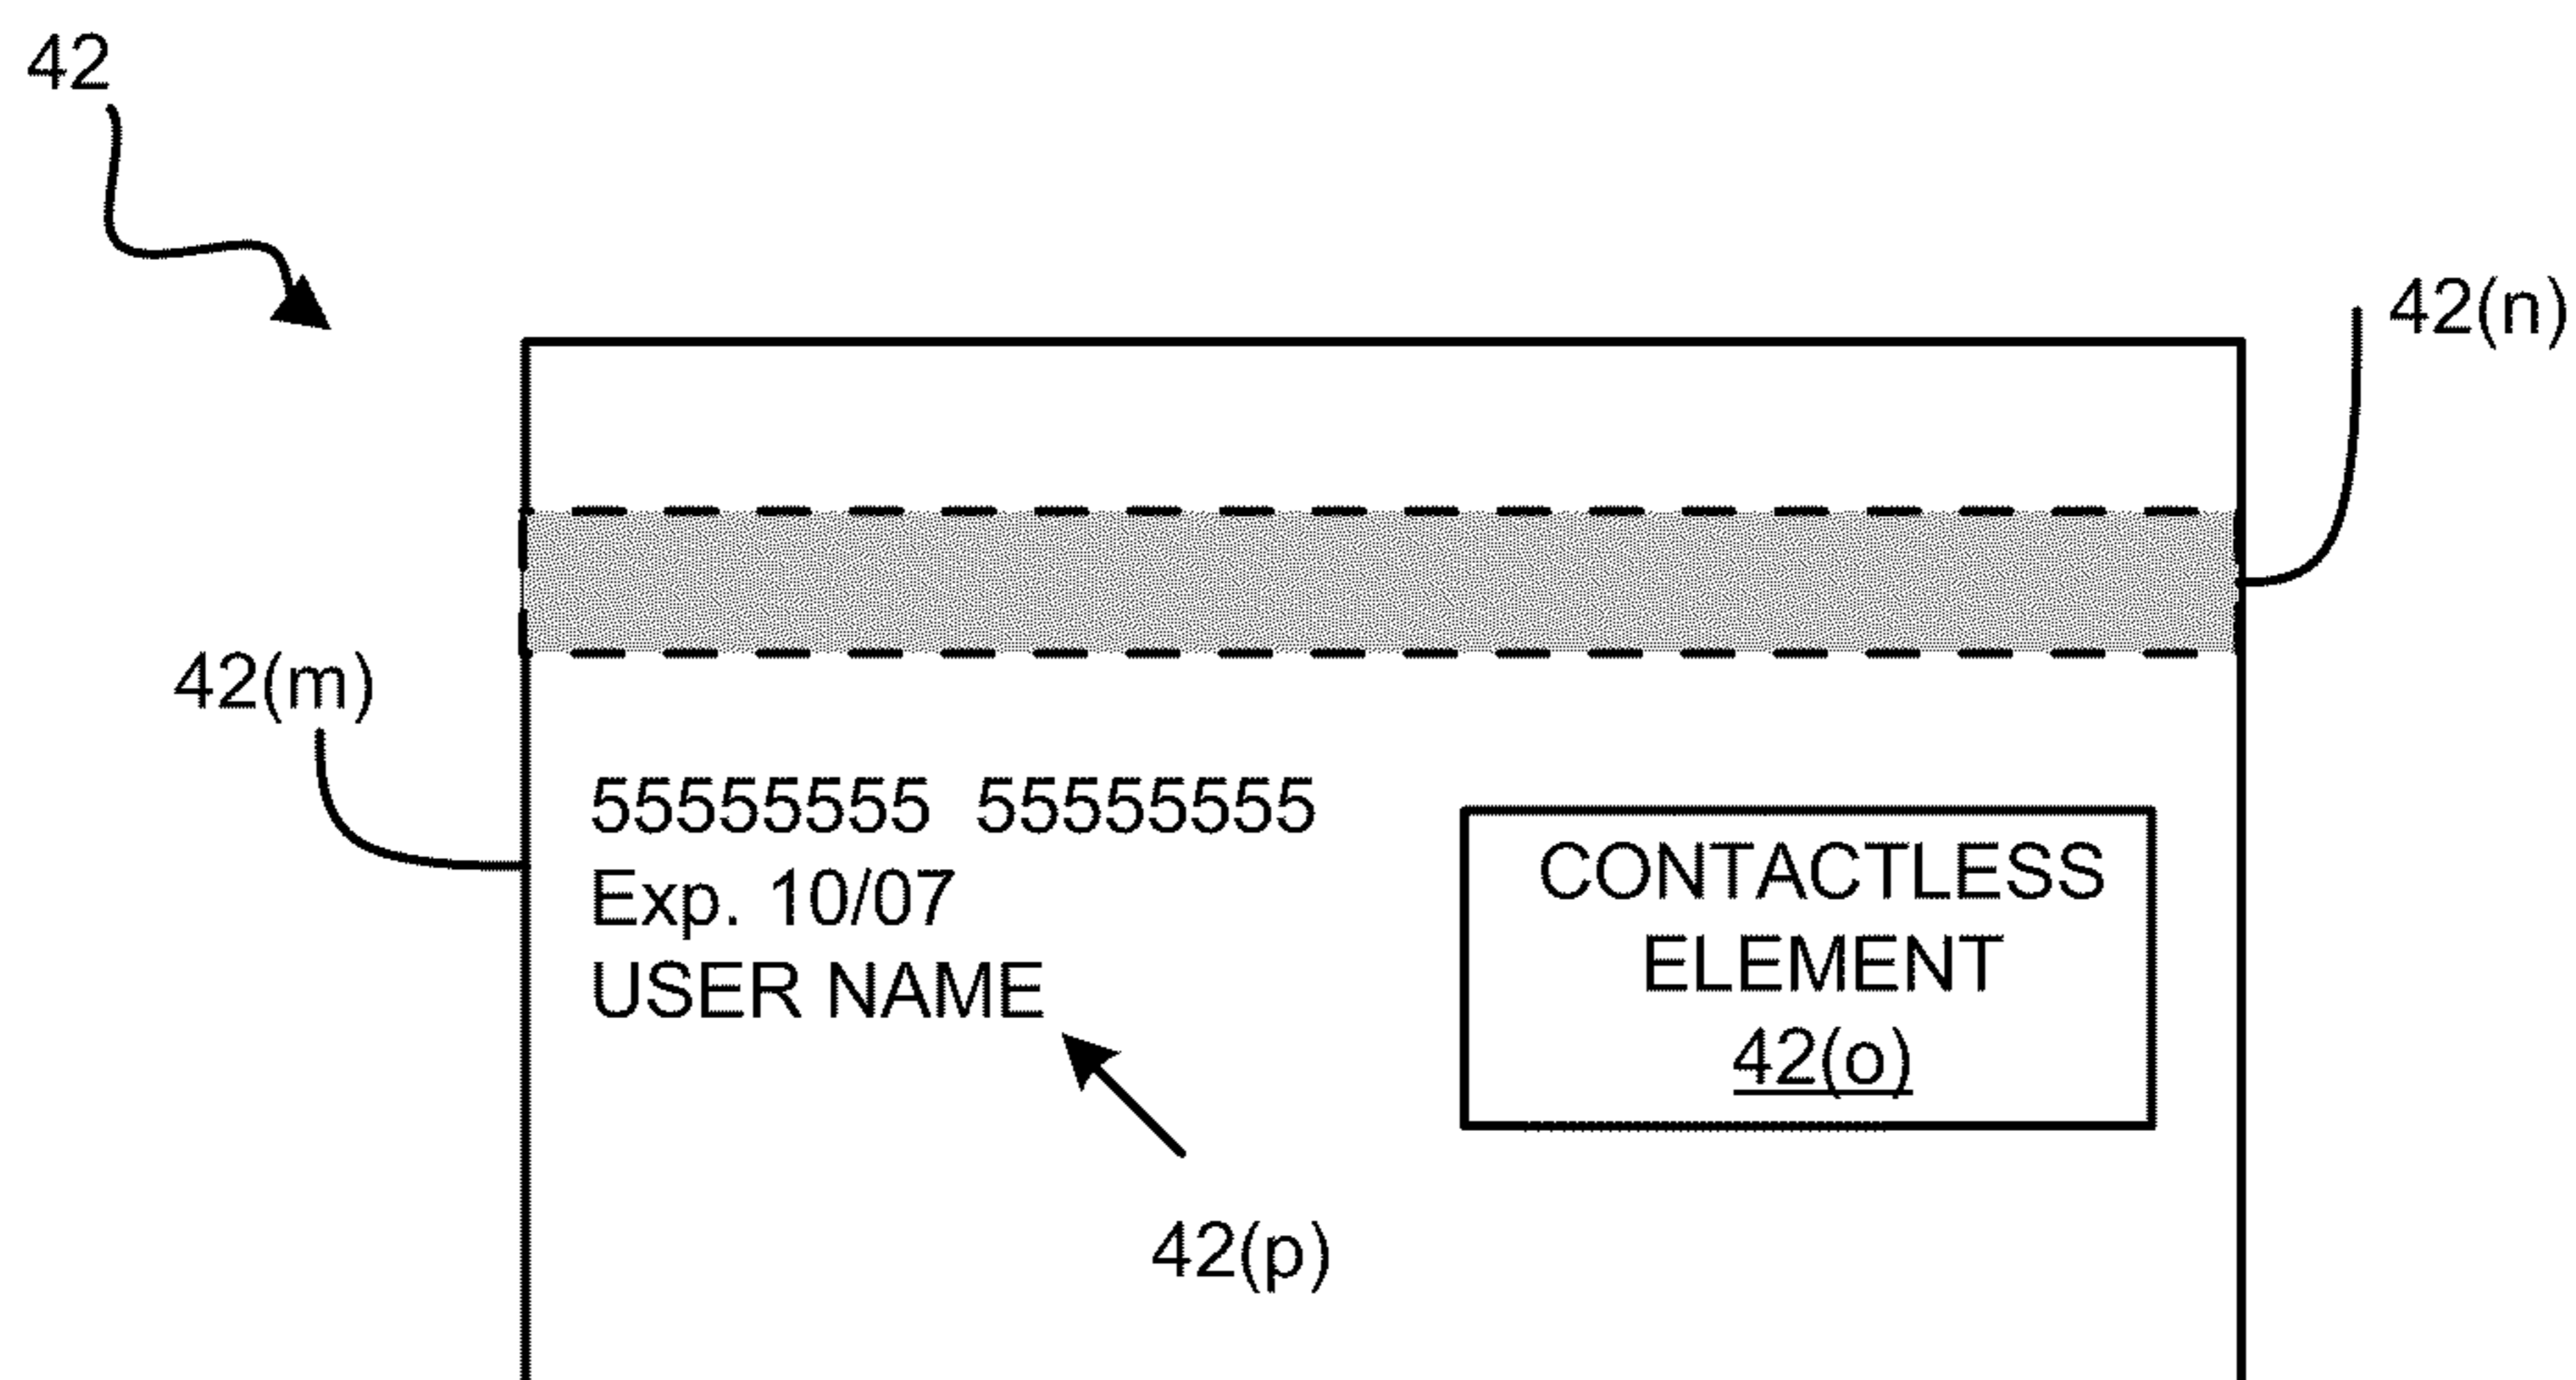 42
42(n)
42(m)
55555555 55555555
Exp. 10/07
USER NAME
CONTACTLESS
ELEMENT
42(o)
42(p)